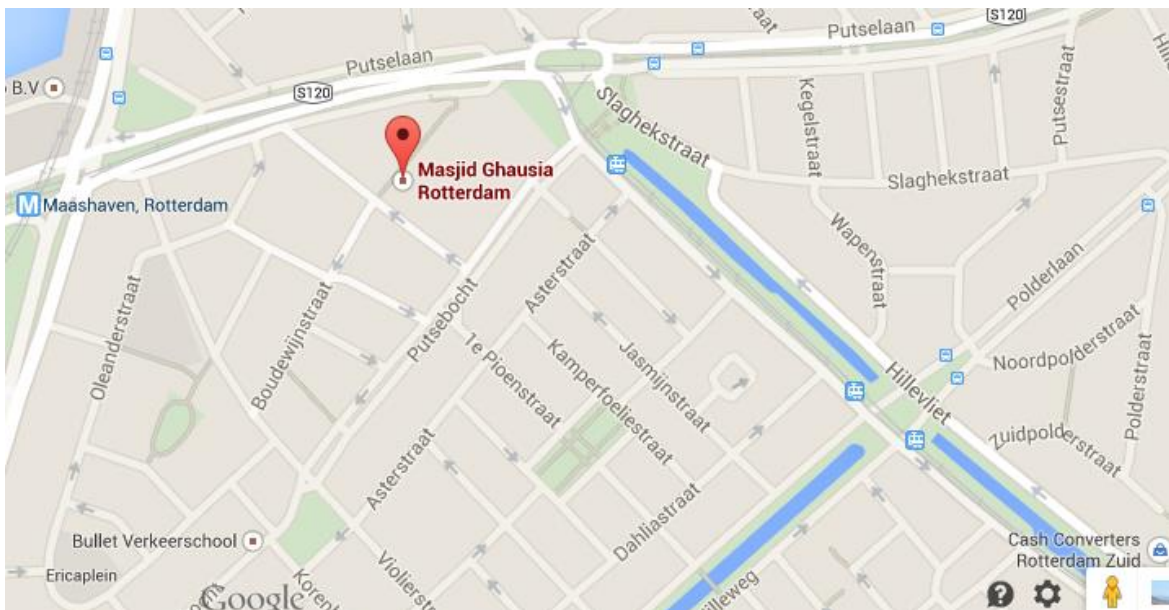 S120
Putselaan
Putselaan
B.V
S120
Slaghekstraat
Kegelstraat
Putsestraat
Masjid Ghausia
Rotterdam
Slaghekstraat
M
Maashaven, Rotterdam
Wapenstraat
Polderlaan
Oleanderstraat
Boudewijnstraat
Putsebocht
Asterstraat
1e Pioenstraat
Kamperfoeliestraat
Jasmijnstraat
Hillevliet
Noordpolderstraat
Polderstraat
Zuidpolderstraat
Asterstraat
Dahliastraat
Bullet Verkeerschool
Ericaplein
Cash Converters
Rotterdam Zuid
Google
?